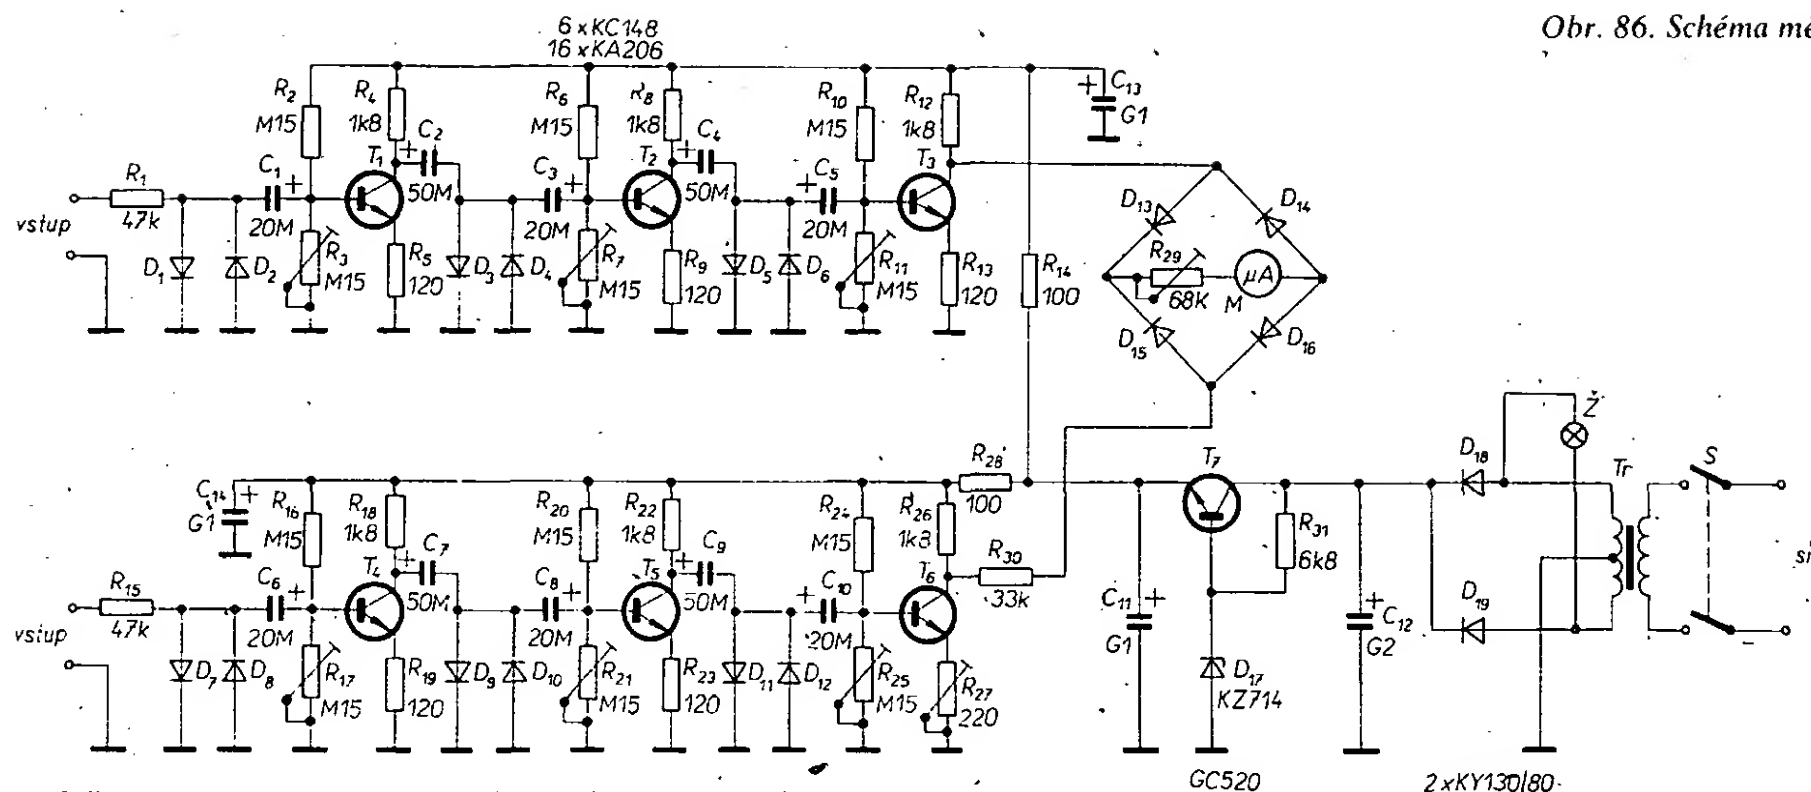 Obr. 86. Schéma mě
6 x KC148
16 x KA206
R2
M15
R4
1k8
C2
50M
R6
M15
R8
1k8
C4
50M
R10
M15
R12
1k8
C13
G1
vstup
R1
47k
C1
20M
T1
C3
20M
T2
C5
20M
T3
D1
D2
R3
M15
R5
120
D3
D4
R7
M15
R9
120
D5
D6
R11
M15
R13
120
R14
100
D13
D14
R29
68k
M
μA
D15
D16
C14
G1
R16
M15
R18
1k8
C7
50M
R20
M15
R22
1k8
C9
50M
R24
M15
R26
1k8
R28
100
T7
D18
Ž
Tr
S
vstup
R15
47k
C6
20M
T4
C8
20M
T5
C10
20M
T6
R30
33k
C11
G1
R31
6k8
C12
G2
D19
D7
D8
R17
M15
R19
120
D9
D10
R21
M15
R23
120
D11
D12
R25
M15
R27
220
D17
KZ714
GC520
2 x KY130/80